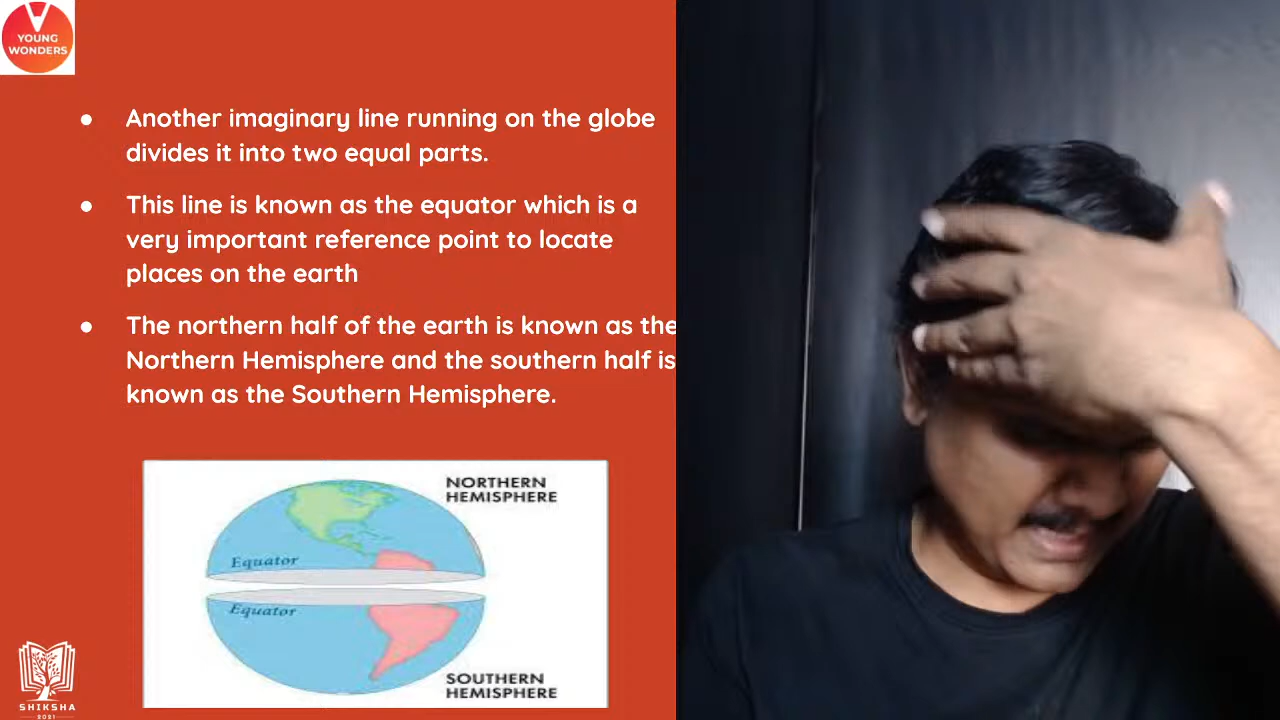 YOUNG
WONDERS
Another imaginary line running on the globe
divides it into two equal parts.
This line is known as the equator which is a
very important reference point to locate
places on the earth
The northern half of the earth is known as the
Northern Hemisphere and the southern half is
known as the Southern Hemisphere.
NORTHERN
HEMISPHERE
Equator
Equator
SOUTHERN
HEMISPHERE
SHIKSHA
2021